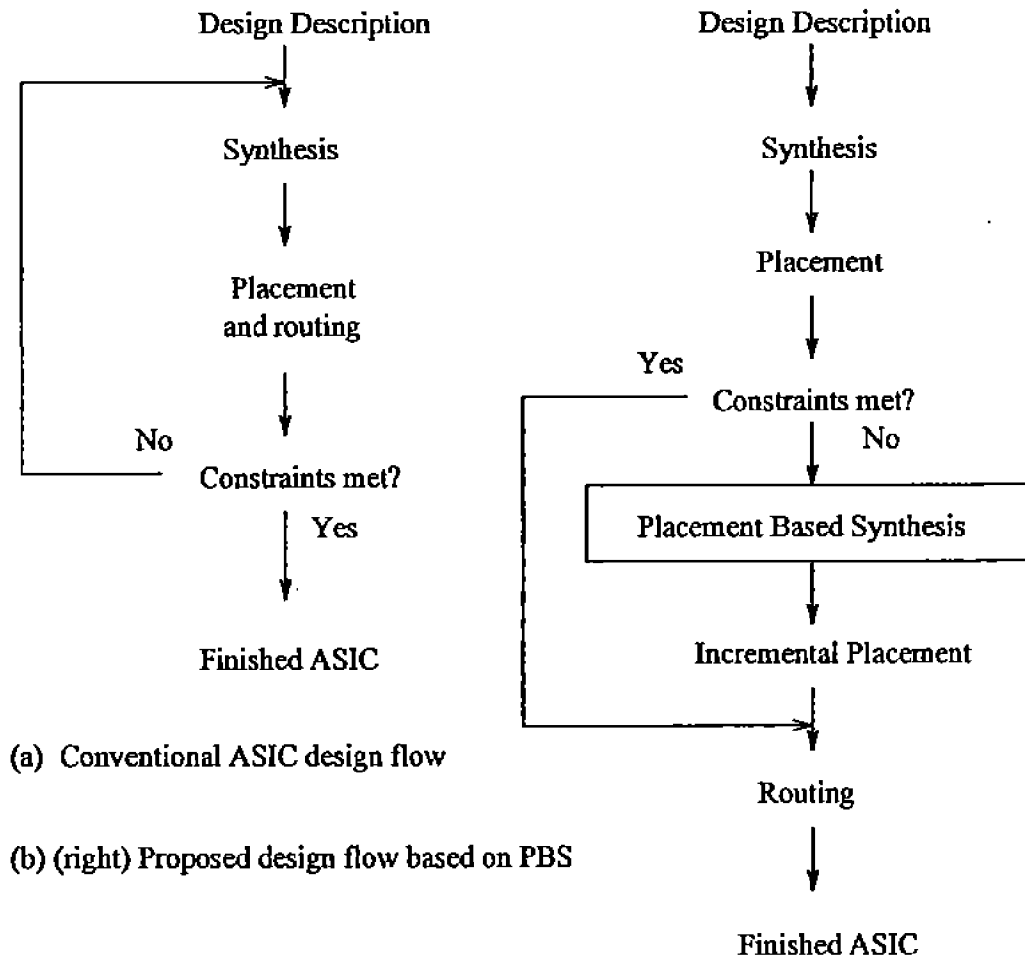 Design Description
Synthesis
Placement
and routing
No
Constraints met?
Yes
Finished ASIC
(a) Conventional ASIC design flow
(b) (right) Proposed design flow based on PBS
Design Description
Synthesis
Placement
Yes
Constraints met?
No
Placement Based Synthesis
Incremental Placement
Routing
Finished ASIC